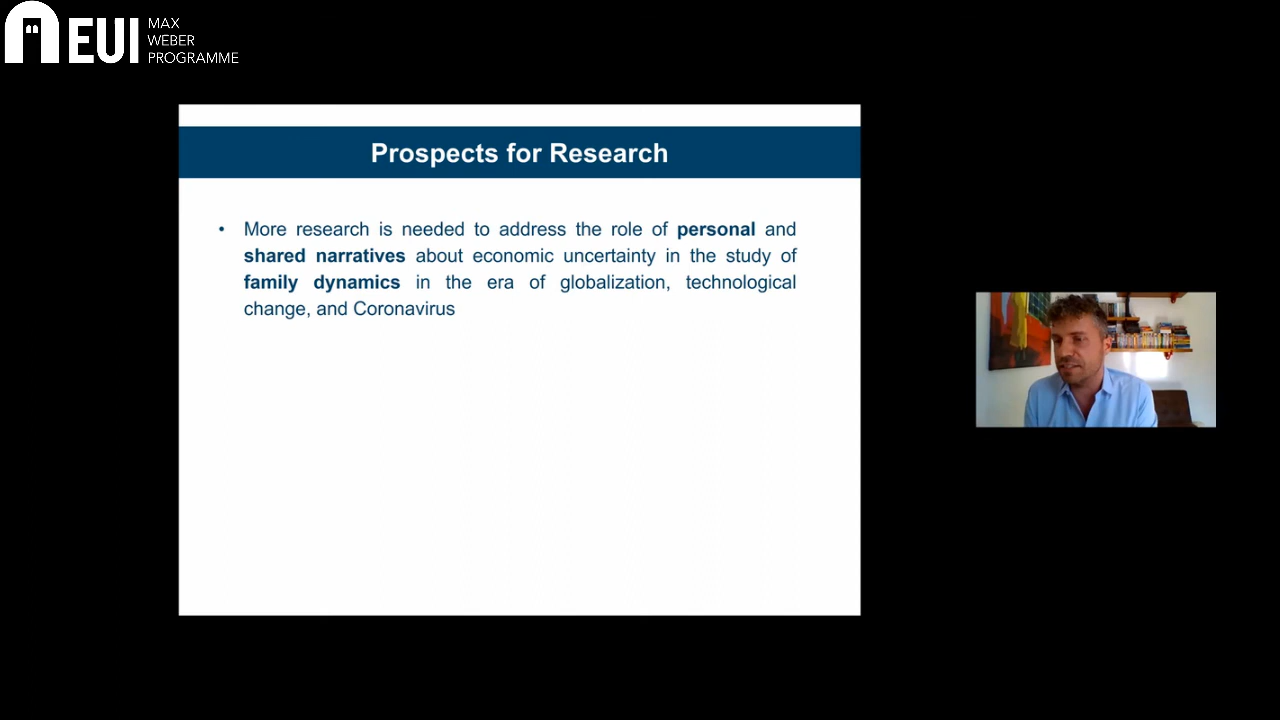 EUI
MAX
WEBER
PROGRAMME
Prospects for Research
• More research is needed to address the role of personal and
shared narratives about economic uncertainty in the study of
family dynamics in the era of globalization, technological
change, and Coronavirus